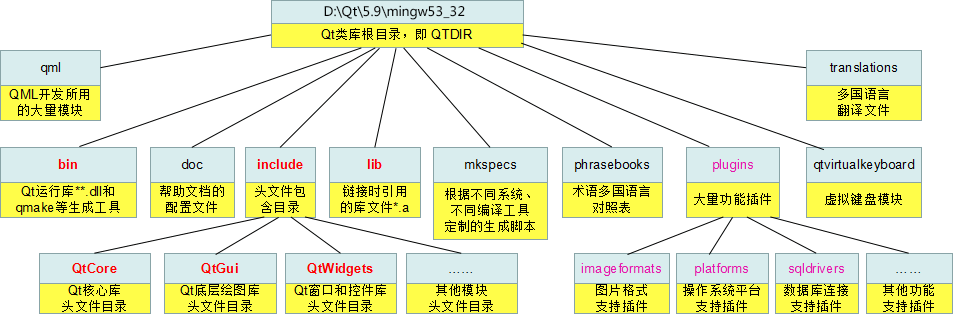 D:\Qt\5.9\mingw53_32
Qt类库根目录，即 QTDIR
qml
QML开发所用
的大量模块
translations
多国语言
翻译文件
bin
Qt运行库**.dll和
qmake等生成工具
doc
帮助文档的
配置文件
include
头文件包
含目录
lib
链接时引用
的库文件*.a
mkspecs
根据不同系统、
不同编译工具
定制的生成脚本
phrasebooks
术语多国语言
对照表
plugins
大量功能插件
qtvirtualkeyboard
虚拟键盘模块
QtCore
Qt核心库
头文件目录
QtGui
Qt底层绘图库
头文件目录
QtWidgets
Qt窗口和控件库
头文件目录
……
其他模块
头文件目录
imageformats
图片格式
支持插件
platforms
操作系统平台
支持插件
sqldrivers
数据库连接
支持插件
……
其他功能
支持插件